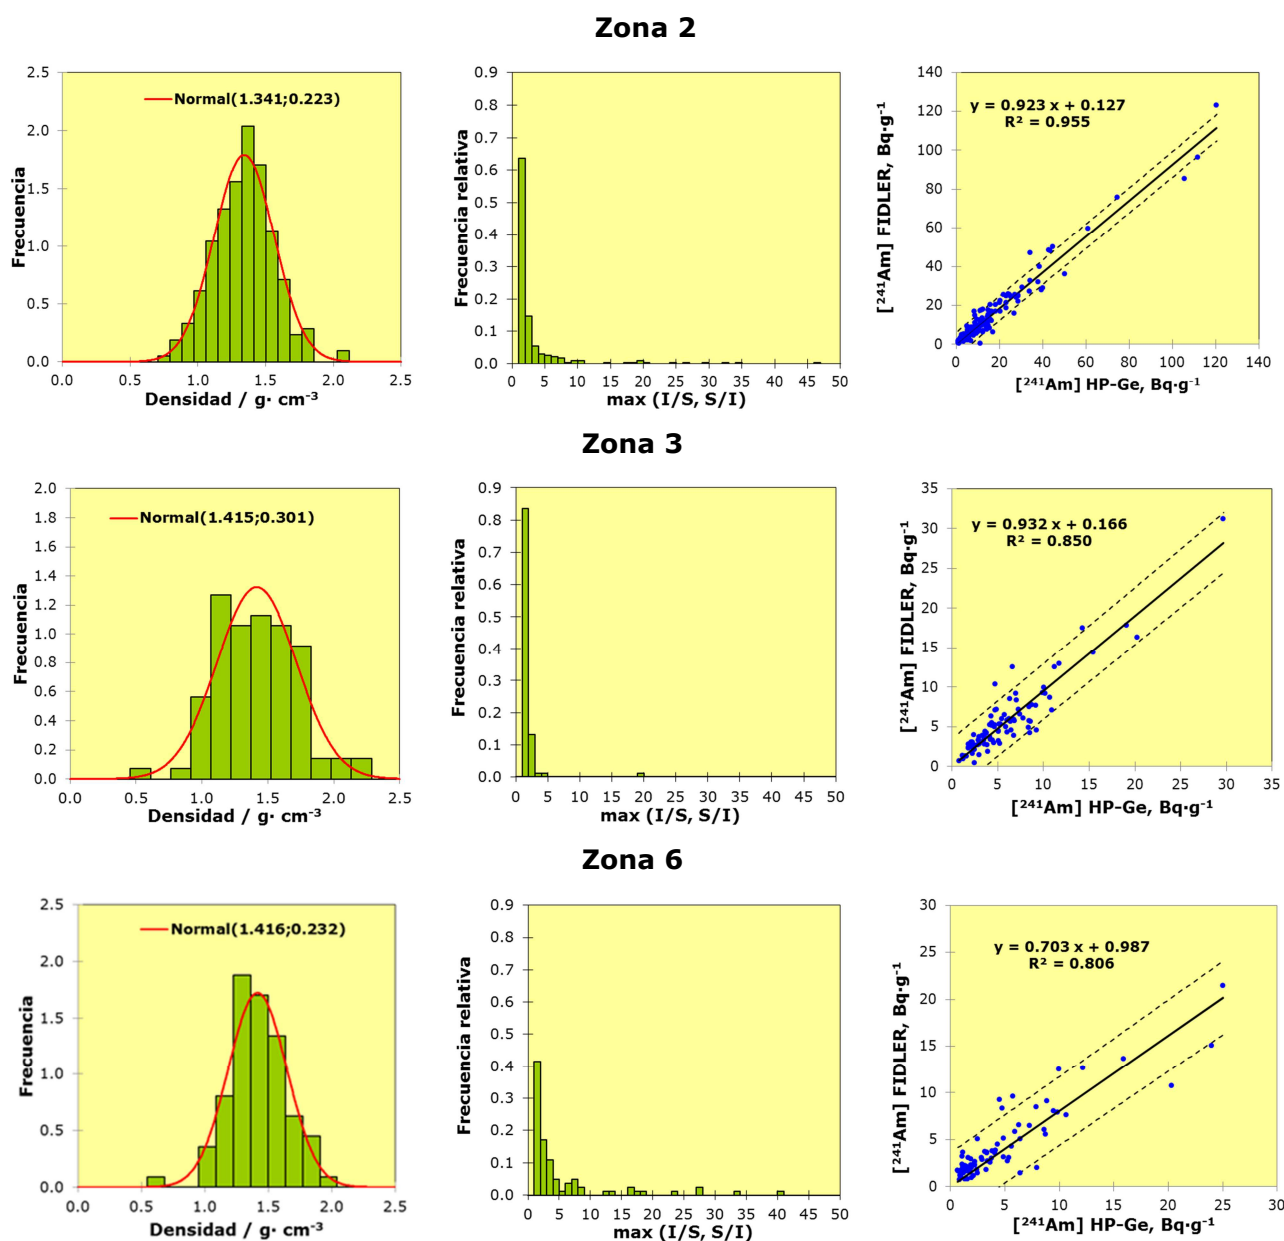 Zona 2
2.5
2.0
1.5
1.0
0.5
0.0
0.0 0.5 1.0 1.5 2.0 2.5
Frecuencia
Normal(1.341;0.223)
Densidad / g· cm⁻³
0.9
0.8
0.7
0.6
0.5
0.4
0.3
0.2
0.1
0.0
0 5 10 15 20 25 30 35 40 45 50
Frecuencia relativa
max (I/S, S/I)
140
120
100
80
60
40
20
0
0 20 40 60 80 100 120 140
[²⁴¹Am] FIDLER, Bq·g⁻¹
y = 0.923 x + 0.127
R² = 0.955
[²⁴¹Am] HP-Ge, Bq·g⁻¹
Zona 3
2.0
1.8
1.6
1.4
1.2
1.0
0.8
0.6
0.4
0.2
0.0
0.0 0.5 1.0 1.5 2.0 2.5
Frecuencia
Normal(1.415;0.301)
Densidad / g· cm⁻³
0.9
0.8
0.7
0.6
0.5
0.4
0.3
0.2
0.1
0.0
0 5 10 15 20 25 30 35 40 45 50
Frecuencia relativa
max (I/S, S/I)
35
30
25
20
15
10
5
0
0 5 10 15 20 25 30 35
[²⁴¹Am] FIDLER, Bq·g⁻¹
y = 0.932 x + 0.166
R² = 0.850
[²⁴¹Am] HP-Ge, Bq·g⁻¹
Zona 6
2.5
2.0
1.5
1.0
0.5
0.0
0.0 0.5 1.0 1.5 2.0 2.5
Frecuencia
Normal(1.416;0.232)
Densidad / g· cm⁻³
0.9
0.8
0.7
0.6
0.5
0.4
0.3
0.2
0.1
0.0
0 5 10 15 20 25 30 35 40 45 50
Frecuencia relativa
max (I/S, S/I)
30
25
20
15
10
5
0
0 5 10 15 20 25 30
[²⁴¹Am] FIDLER, Bq·g⁻¹
y = 0.703 x + 0.987
R² = 0.806
[²⁴¹Am] HP-Ge, Bq·g⁻¹